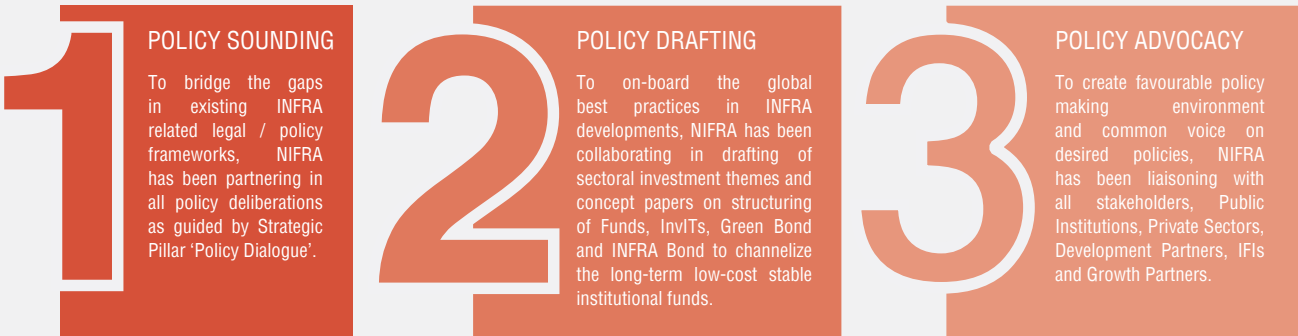 1
POLICY SOUNDING
To bridge the gaps
in existing INFRA
related legal / policy
frameworks, NIFRA
has been partnering in
all policy deliberations
as guided by Strategic
Pillar ‘Policy Dialogue’.
2
POLICY DRAFTING
To on-board the global
best practices in INFRA
developments, NIFRA has been
collaborating in drafting of
sectoral investment themes and
concept papers on structuring
of Funds, InvITs, Green Bond
and INFRA Bond to channelize
the long-term low-cost stable
institutional funds.
3
POLICY ADVOCACY
To create favourable policy
making environment
and common voice on
desired policies, NIFRA
has been liaisoning with
all stakeholders, Public
Institutions, Private Sectors,
Development Partners, IFIs
and Growth Partners.